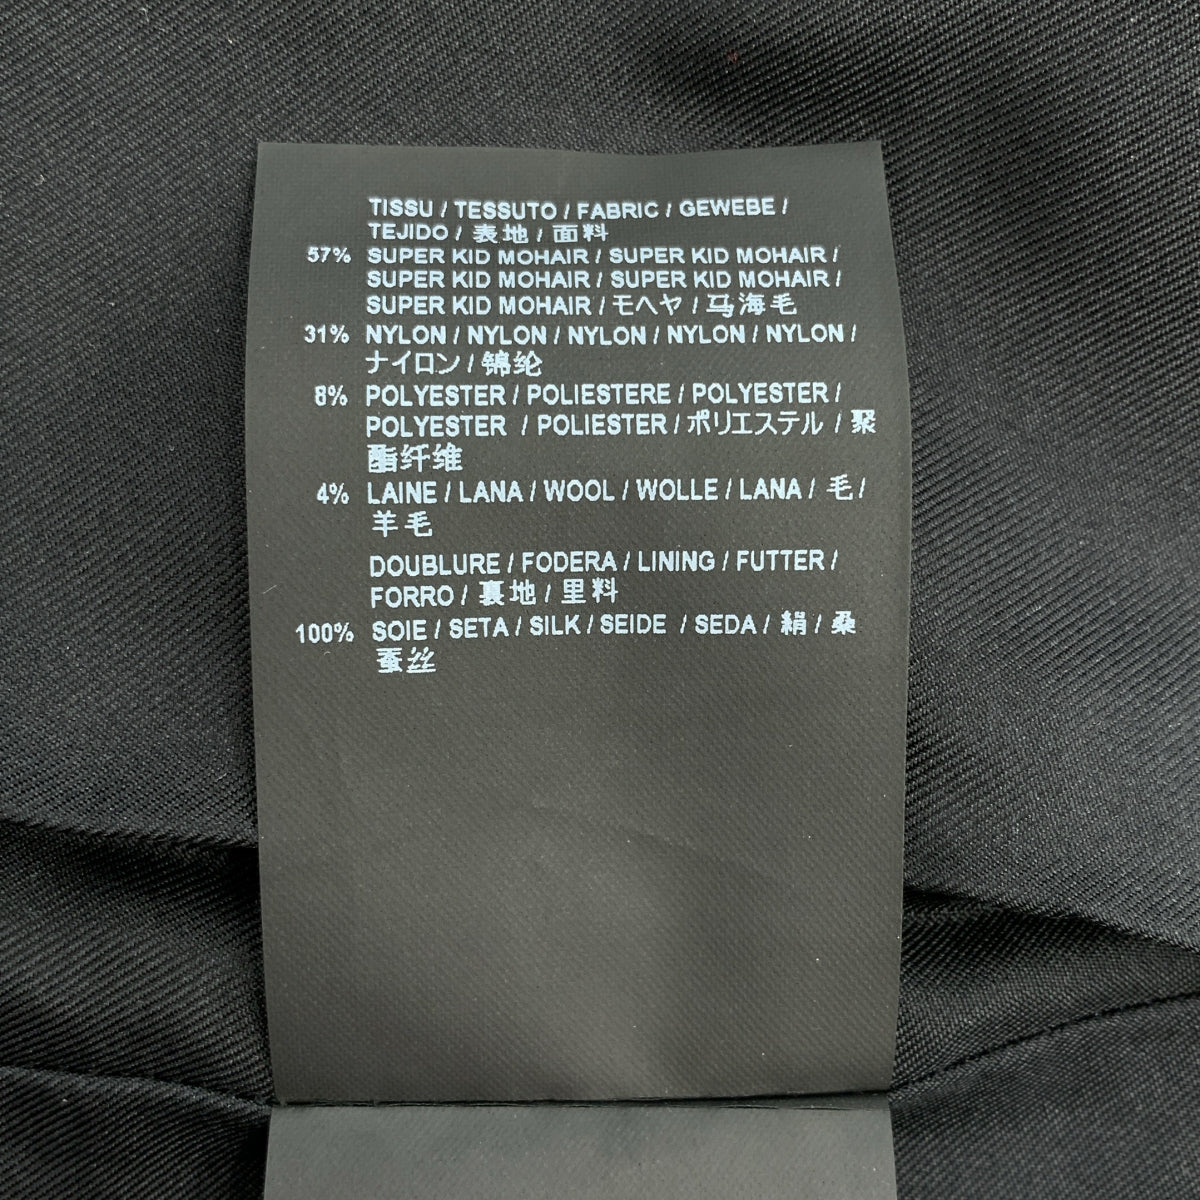 TISSU / TESSUTO / FABRIC / GEWEBE /
TEJIDO / 表地 / 面料
57% SUPER KID MOHAIR / SUPER KID MOHAIR /
SUPER KID MOHAIR / SUPER KID MOHAIR /
SUPER KID MOHAIR / モヘヤ / 马海毛
31% NYLON / NYLON / NYLON / NYLON / NYLON /
ナイロン / 锦纶
8% POLYESTER / POLIESTERE / POLYESTER /
POLYESTER / POLIESTER / ポリエステル / 聚
酯纤维
4% LAINE / LANA / WOOL / WOLLE / LANA / 毛 /
羊毛
DOUBLURE / FODERA / LINING / FUTTER /
FORRO / 裏地 / 里料
100% SOIE / SETA / SILK / SEIDE / SEDA / 絹 / 桑
蚕丝